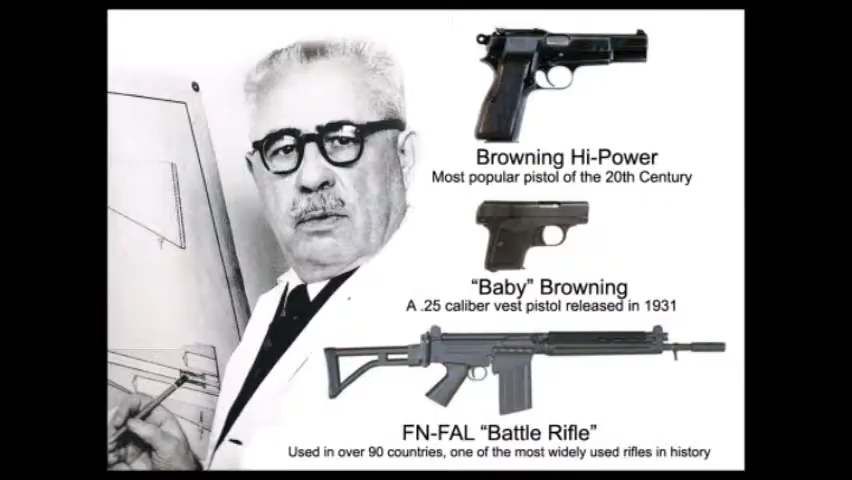 Browning Hi-Power
Most popular pistol of the 20th Century
“Baby” Browning
A .25 caliber vest pistol released in 1931
FN-FAL “Battle Rifle”
Used in over 90 countries, one of the most widely used rifles in history